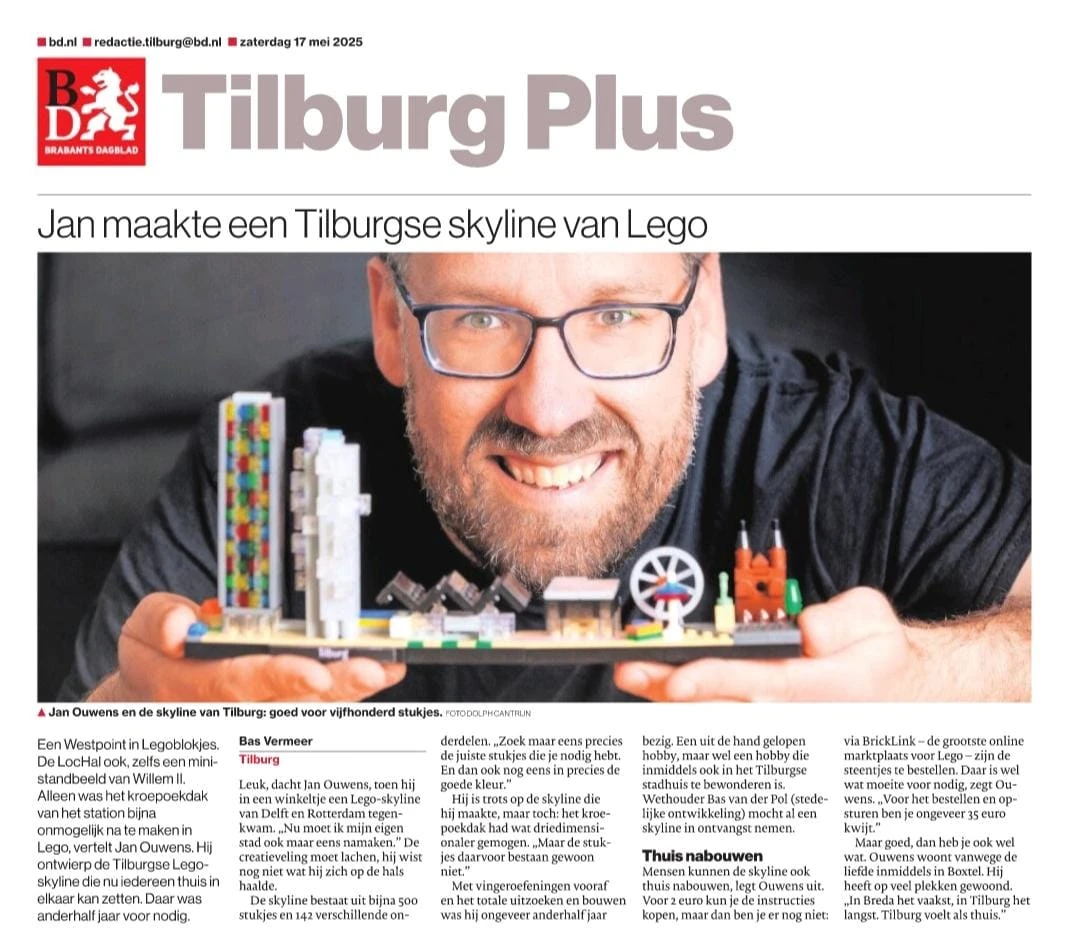 bd.nl redactie.tilburg@bd.nl zaterdag 17 mei 2025
BD
BRABANTS DAGBLAD
Tilburg Plus
Jan maakte een Tilburgse skyline van Lego
Tilburg
Jan Ouwens en de skyline van Tilburg: goed voor vijfhonderd stukjes. FOTO DOLPH CANTRIJN
Een Westpoint in Legoblokjes.
De LocHal ook, zelfs een mini-
standbeeld van Willem II.
Alleen was het kroepoekdak
van het station bijna
onmogelijk na te maken in
Lego, vertelt Jan Ouwens. Hij
ontwierp de Tilburgse Lego-
skyline die nu iedereen thuis in
elkaar kan zetten. Daar was
anderhalf jaar voor nodig.
Bas Vermeer
Tilburg
Leuk, dacht Jan Ouwens, toen hij
in een winkeltje een Lego-skyline
van Delft en Rotterdam tegen-
kwam. „Nu moet ik mijn eigen
stad ook maar eens namaken.” De
creatieveling moet lachen, hij wist
nog niet wat hij zich op de hals
haalde.
De skyline bestaat uit bijna 500
stukjes en 142 verschillende on-
derdelen. „Zoek maar eens precies
de juiste stukjes die je nodig hebt.
En dan ook nog eens in precies de
goede kleur.”
Hij is trots op de skyline die
hij maakte, maar toch: het kroe-
poekdak had wat driedimensi-
onaler gemogen. „Maar de stuk-
jes daarvoor bestaan gewoon
niet.”
Met vingeroefeningen vooraf
en het totale uitzoeken en bouwen
was hij ongeveer anderhalf jaar
bezig. Een uit de hand gelopen
hobby, maar wel een hobby die
inmiddels ook in het Tilburgse
stadhuis te bewonderen is.
Wethouder Bas van der Pol (stede-
lijke ontwikkeling) mocht al een
skyline in ontvangst nemen.
Thuis nabouwen
Mensen kunnen de skyline ook
thuis nabouwen, legt Ouwens uit.
Voor 2 euro kun je de instructies
kopen, maar dan ben je er nog niet:
via BrickLink – de grootste online
marktplaats voor Lego – zijn de
steentjes te bestellen. Daar is wel
wat moeite voor nodig, zegt Ou-
wens. „Voor het bestellen en op-
sturen ben je ongeveer 35 euro
kwijt.”
Maar goed, dan heb je ook wel
wat. Ouwens woont vanwege de
liefde inmiddels in Boxtel. Hij
heeft op veel plekken gewoond.
„In Breda het vaakst, in Tilburg het
langst. Tilburg voelt als thuis.”